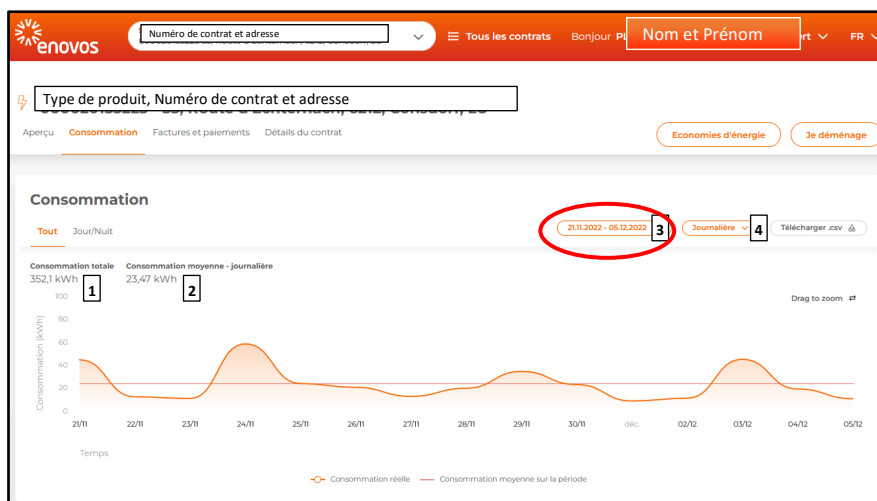 enovos
Numéro de contrat et adresse
Tous les contrats
Bonjour
Nom et Prénom
FR
Type de produit, Numéro de contrat et adresse
Aperçu Consommation Factures et paiements Détails du contrat
Economies d'énergie
Je déménage
Consommation
Tout Jour/Nuit
21.11.2022 - 05.12.2022
3
Journalière
4
Télécharger .csv
Consommation totale Consommation moyenne - journalière
352,1 kWh 1 23,47 kWh 2
Drag to zoom
Consommation (kWh)
100
80
60
40
20
0
21/11 22/11 23/11 24/11 25/11 26/11 27/11 28/11 29/11 30/11 déc. 02/12 03/12 04/12 05/12
Temps
Consommation réelle Consommation moyenne sur la période